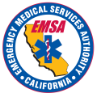 EMERGENCY MEDICAL SERVICES AUTHORITY
EMSA
• CALIFORNIA •